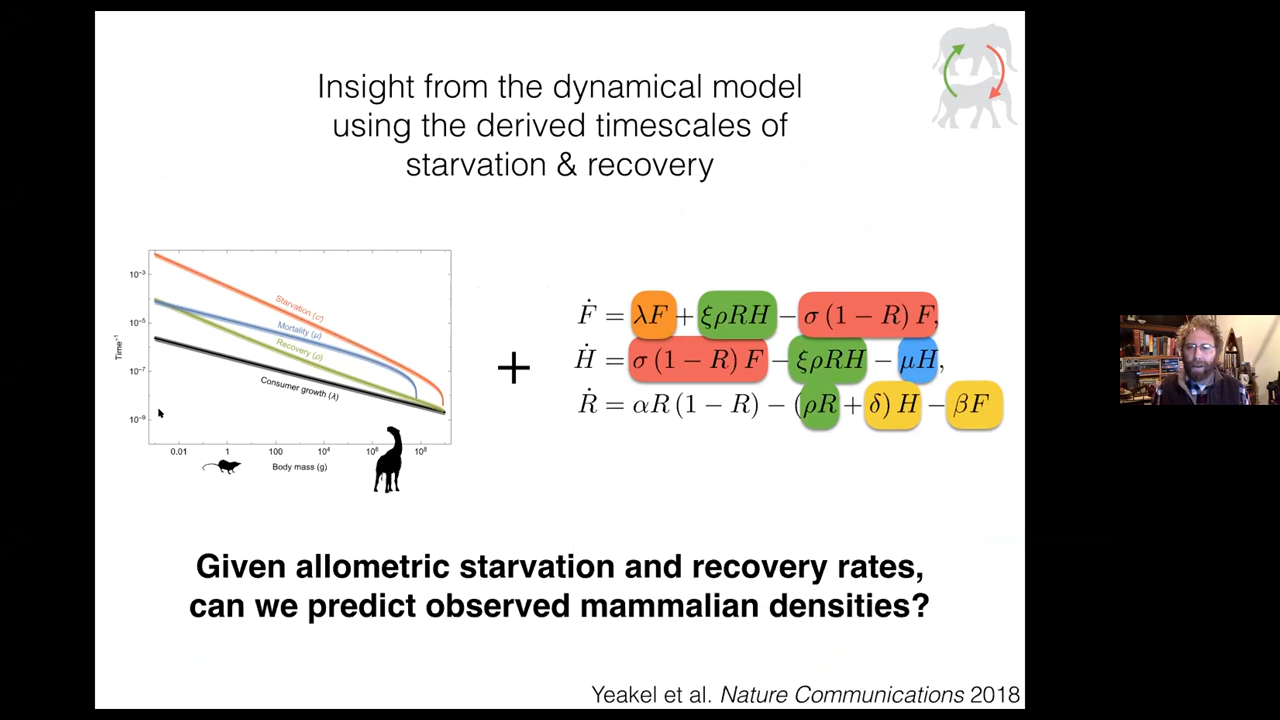 Insight from the dynamical model
using the derived timescales of
starvation & recovery
10⁻³
10⁻⁵
10⁻⁷
10⁻⁹
Time⁻¹
Starvation (σ)
Mortality (μ)
Recovery (ρ)
Consumer growth (λ)
0.01 1 100 10⁴ 10⁶ 10⁸
Body mass (g)
+
Ḟ = λF + ξρRH − σ (1 − R) F,
Ḣ = σ (1 − R) F − ξρRH − μH,
Ṙ = αR (1 − R) − (ρR + δ) H − βF
Given allometric starvation and recovery rates,
can we predict observed mammalian densities?
Yeakel et al. Nature Communications 2018